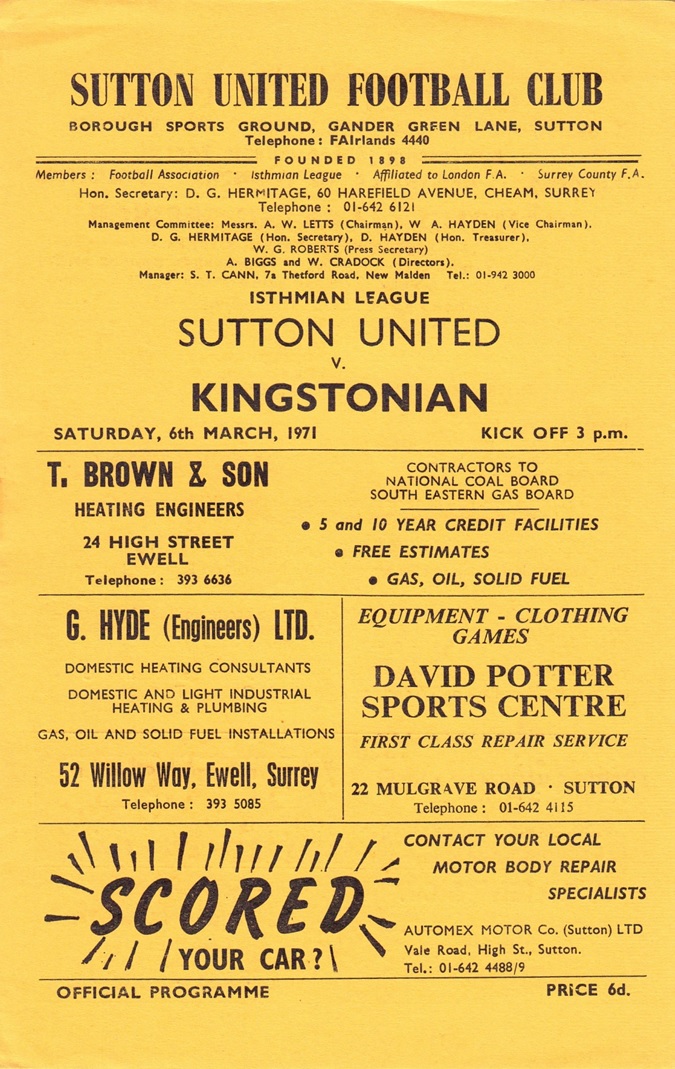 SUTTON UNITED FOOTBALL CLUB
BOROUGH SPORTS GROUND, GANDER GREEN LANE, SUTTON
Telephone: FAIrlands 4440
FOUNDED 1898
Members: Football Association · Isthmian League · Affiliated to London F.A. · Surrey County F.A.
Hon. Secretary: D. G. HERMITAGE, 60 HAREFIELD AVENUE, CHEAM, SURREY
Telephone: 01-642 6121
Management Committee: Messrs. A. W. LETTS (Chairman), W A. HAYDEN (Vice Chairman).
D. G. HERMITAGE (Hon. Secretary), D. HAYDEN (Hon. Treasurer),
W. G. ROBERTS (Press Secretary)
A. BIGGS and W. CRADOCK (Directors).
Manager: S. T. CANN, 7a Thetford Road, New Malden Tel.: 01-942 3000
ISTHMIAN LEAGUE
SUTTON UNITED
v.
KINGSTONIAN
SATURDAY, 6th MARCH, 1971 KICK OFF 3 p.m.
T. BROWN & SON
HEATING ENGINEERS
24 HIGH STREET
EWELL
Telephone: 393 6636
CONTRACTORS TO
NATIONAL COAL BOARD
SOUTH EASTERN GAS BOARD
• 5 and 10 YEAR CREDIT FACILITIES
• FREE ESTIMATES
• GAS, OIL, SOLID FUEL
G. HYDE (Engineers) LTD.
DOMESTIC HEATING CONSULTANTS
DOMESTIC AND LIGHT INDUSTRIAL
HEATING & PLUMBING
GAS, OIL AND SOLID FUEL INSTALLATIONS
52 Willow Way, Ewell, Surrey
Telephone: 393 5085
EQUIPMENT - CLOTHING
GAMES
DAVID POTTER
SPORTS CENTRE
FIRST CLASS REPAIR SERVICE
22 MULGRAVE ROAD · SUTTON
Telephone: 01-642 4115
SCORED
YOUR CAR?
CONTACT YOUR LOCAL
MOTOR BODY REPAIR
SPECIALISTS
AUTOMEX MOTOR Co. (Sutton) LTD
Vale Road, High St., Sutton.
Tel.: 01-642 4488/9
OFFICIAL PROGRAMME PRICE 6d.